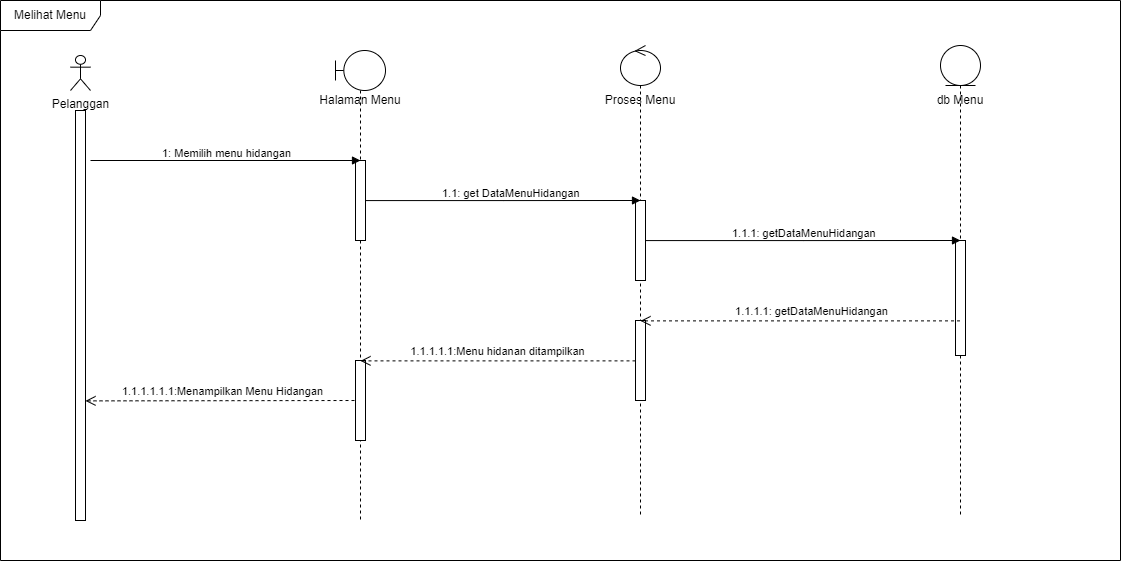 Melihat Menu
Pelanggan
Halaman Menu
Proses Menu
db Menu
1: Memilih menu hidangan
1.1: get DataMenuHidangan
1.1.1: getDataMenuHidangan
1.1.1.1: getDataMenuHidangan
1.1.1.1.1:Menu hidanan ditampilkan
1.1.1.1.1.1:Menampilkan Menu Hidangan